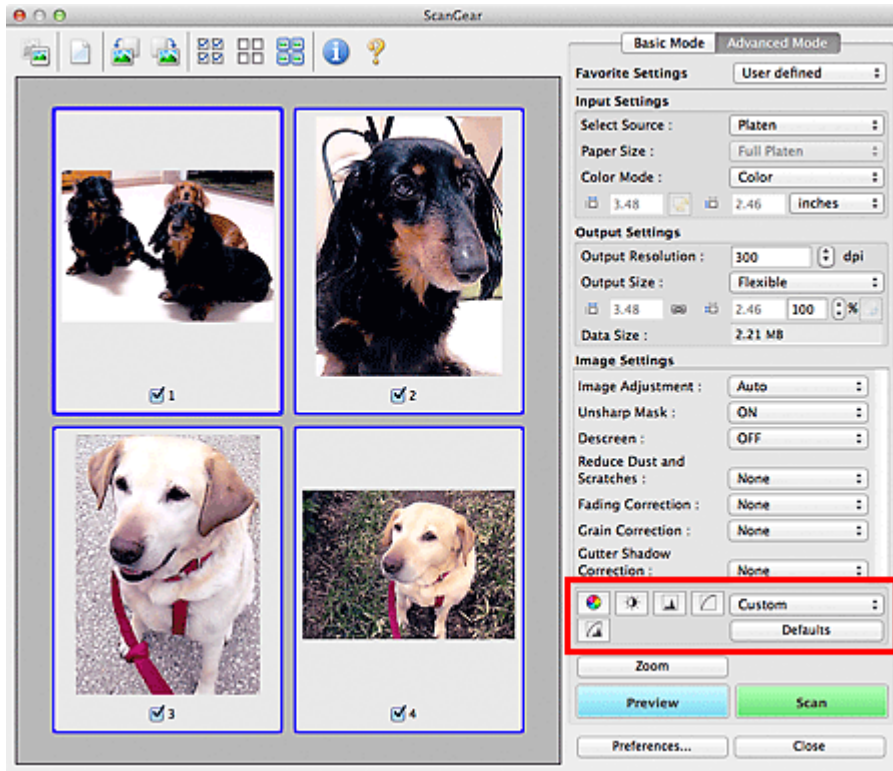 ScanGear
Basic Mode Advanced Mode
Favorite Settings User defined
Input Settings
Select Source : Platen
Paper Size : Full Platen
Color Mode : Color
3.48 2.46 inches
Output Settings
Output Resolution : 300 dpi
Output Size : Flexible
3.48 2.46 100 %
Data Size : 2.21 MB
Image Settings
Image Adjustment : Auto
Unsharp Mask : ON
Descreen : OFF
Reduce Dust and
Scratches : None
Fading Correction : None
Grain Correction : None
Gutter Shadow
Correction : None
Custom
Defaults
Zoom
Preview Scan
Preferences... Close
1
2
3
4